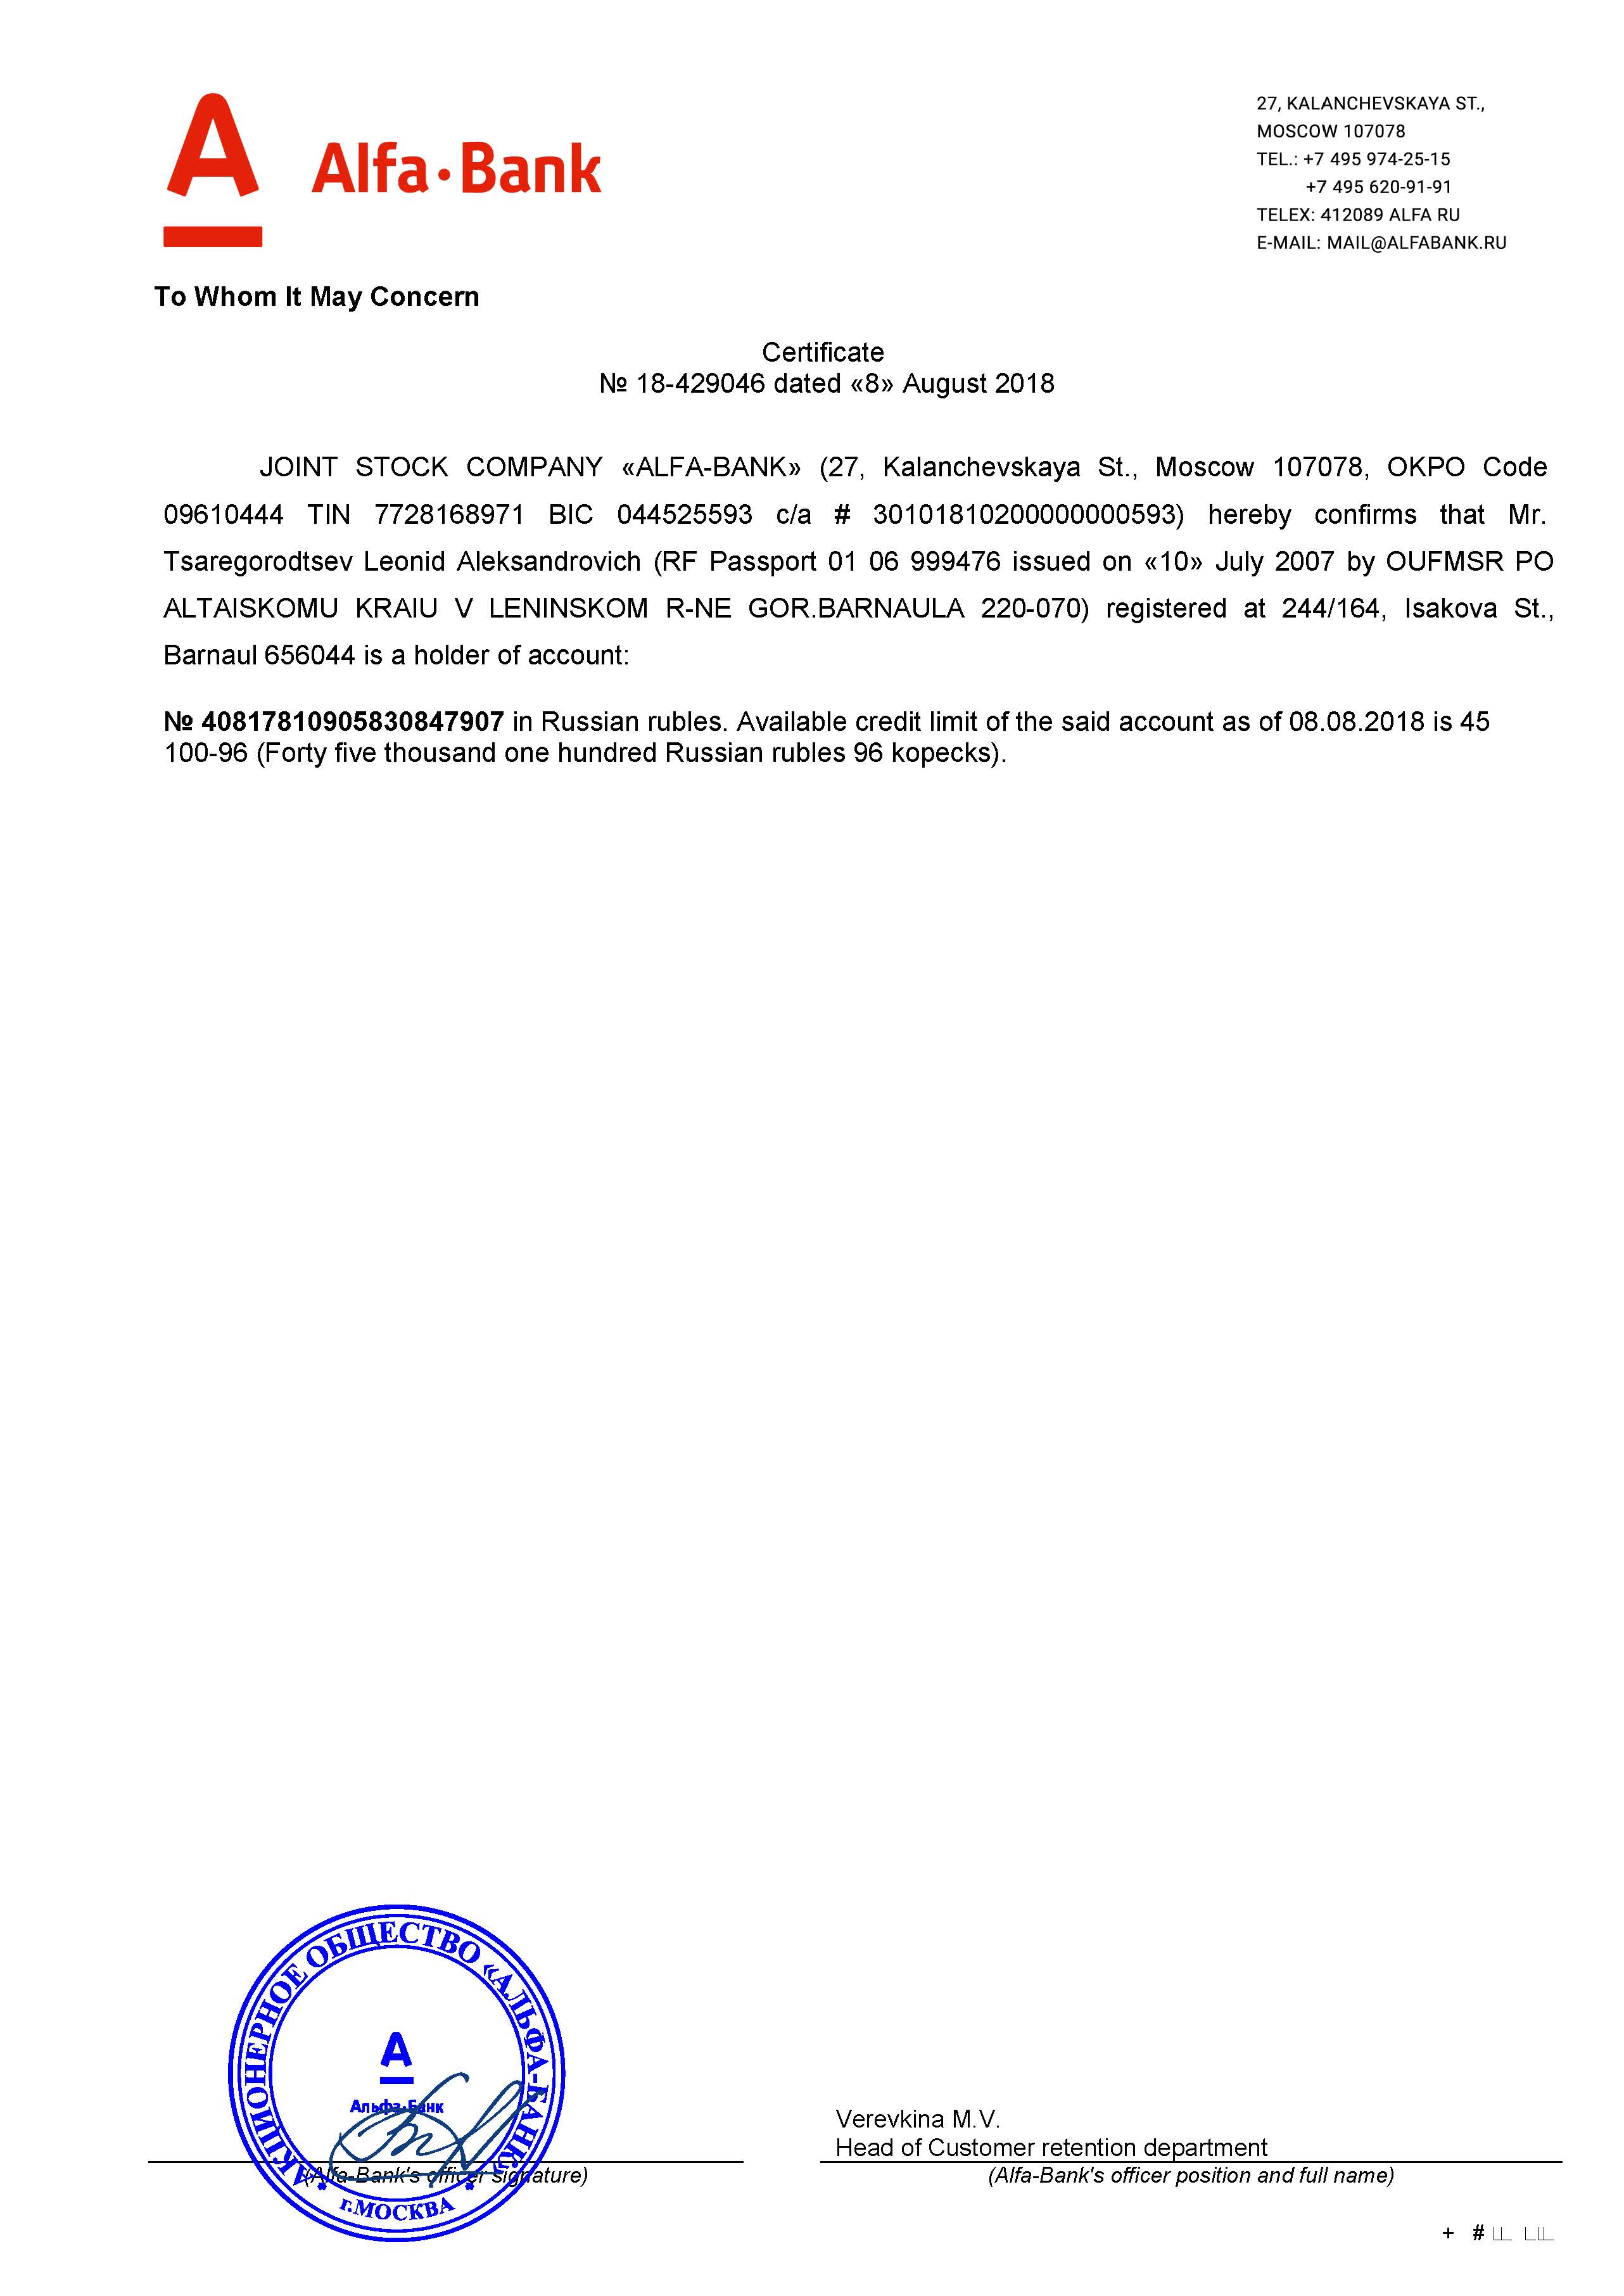 Alfa·Bank
27, KALANCHEVSKAYA ST.,
MOSCOW 107078
TEL.: +7 495 974-25-15
+7 495 620-91-91
TELEX: 412089 ALFA RU
E-MAIL: MAIL@ALFABANK.RU
To Whom It May Concern
Certificate
№ 18-429046 dated «8» August 2018
JOINT STOCK COMPANY «ALFA-BANK» (27, Kalanchevskaya St., Moscow 107078, OKPO Code
09610444 TIN 7728168971 BIC 044525593 c/a # 30101810200000000593) hereby confirms that Mr.
Tsaregorodtsev Leonid Aleksandrovich (RF Passport 01 06 999476 issued on «10» July 2007 by OUFMSR PO
ALTAISKOMU KRAIU V LENINSKOM R-NE GOR.BARNAULA 220-070) registered at 244/164, Isakova St.,
Barnaul 656044 is a holder of account:
№ 40817810905830847907 in Russian rubles. Available credit limit of the said account as of 08.08.2018 is 45
100-96 (Forty five thousand one hundred Russian rubles 96 kopecks).
АКЦИОНЕРНОЕ ОБЩЕСТВО «АЛЬФА-БАНК»
А
Альфа·Банк
г.МОСКВА
Verevkina M.V.
Head of Customer retention department
(Alfa-Bank's officer signature)
(Alfa-Bank's officer position and full name)
+ #